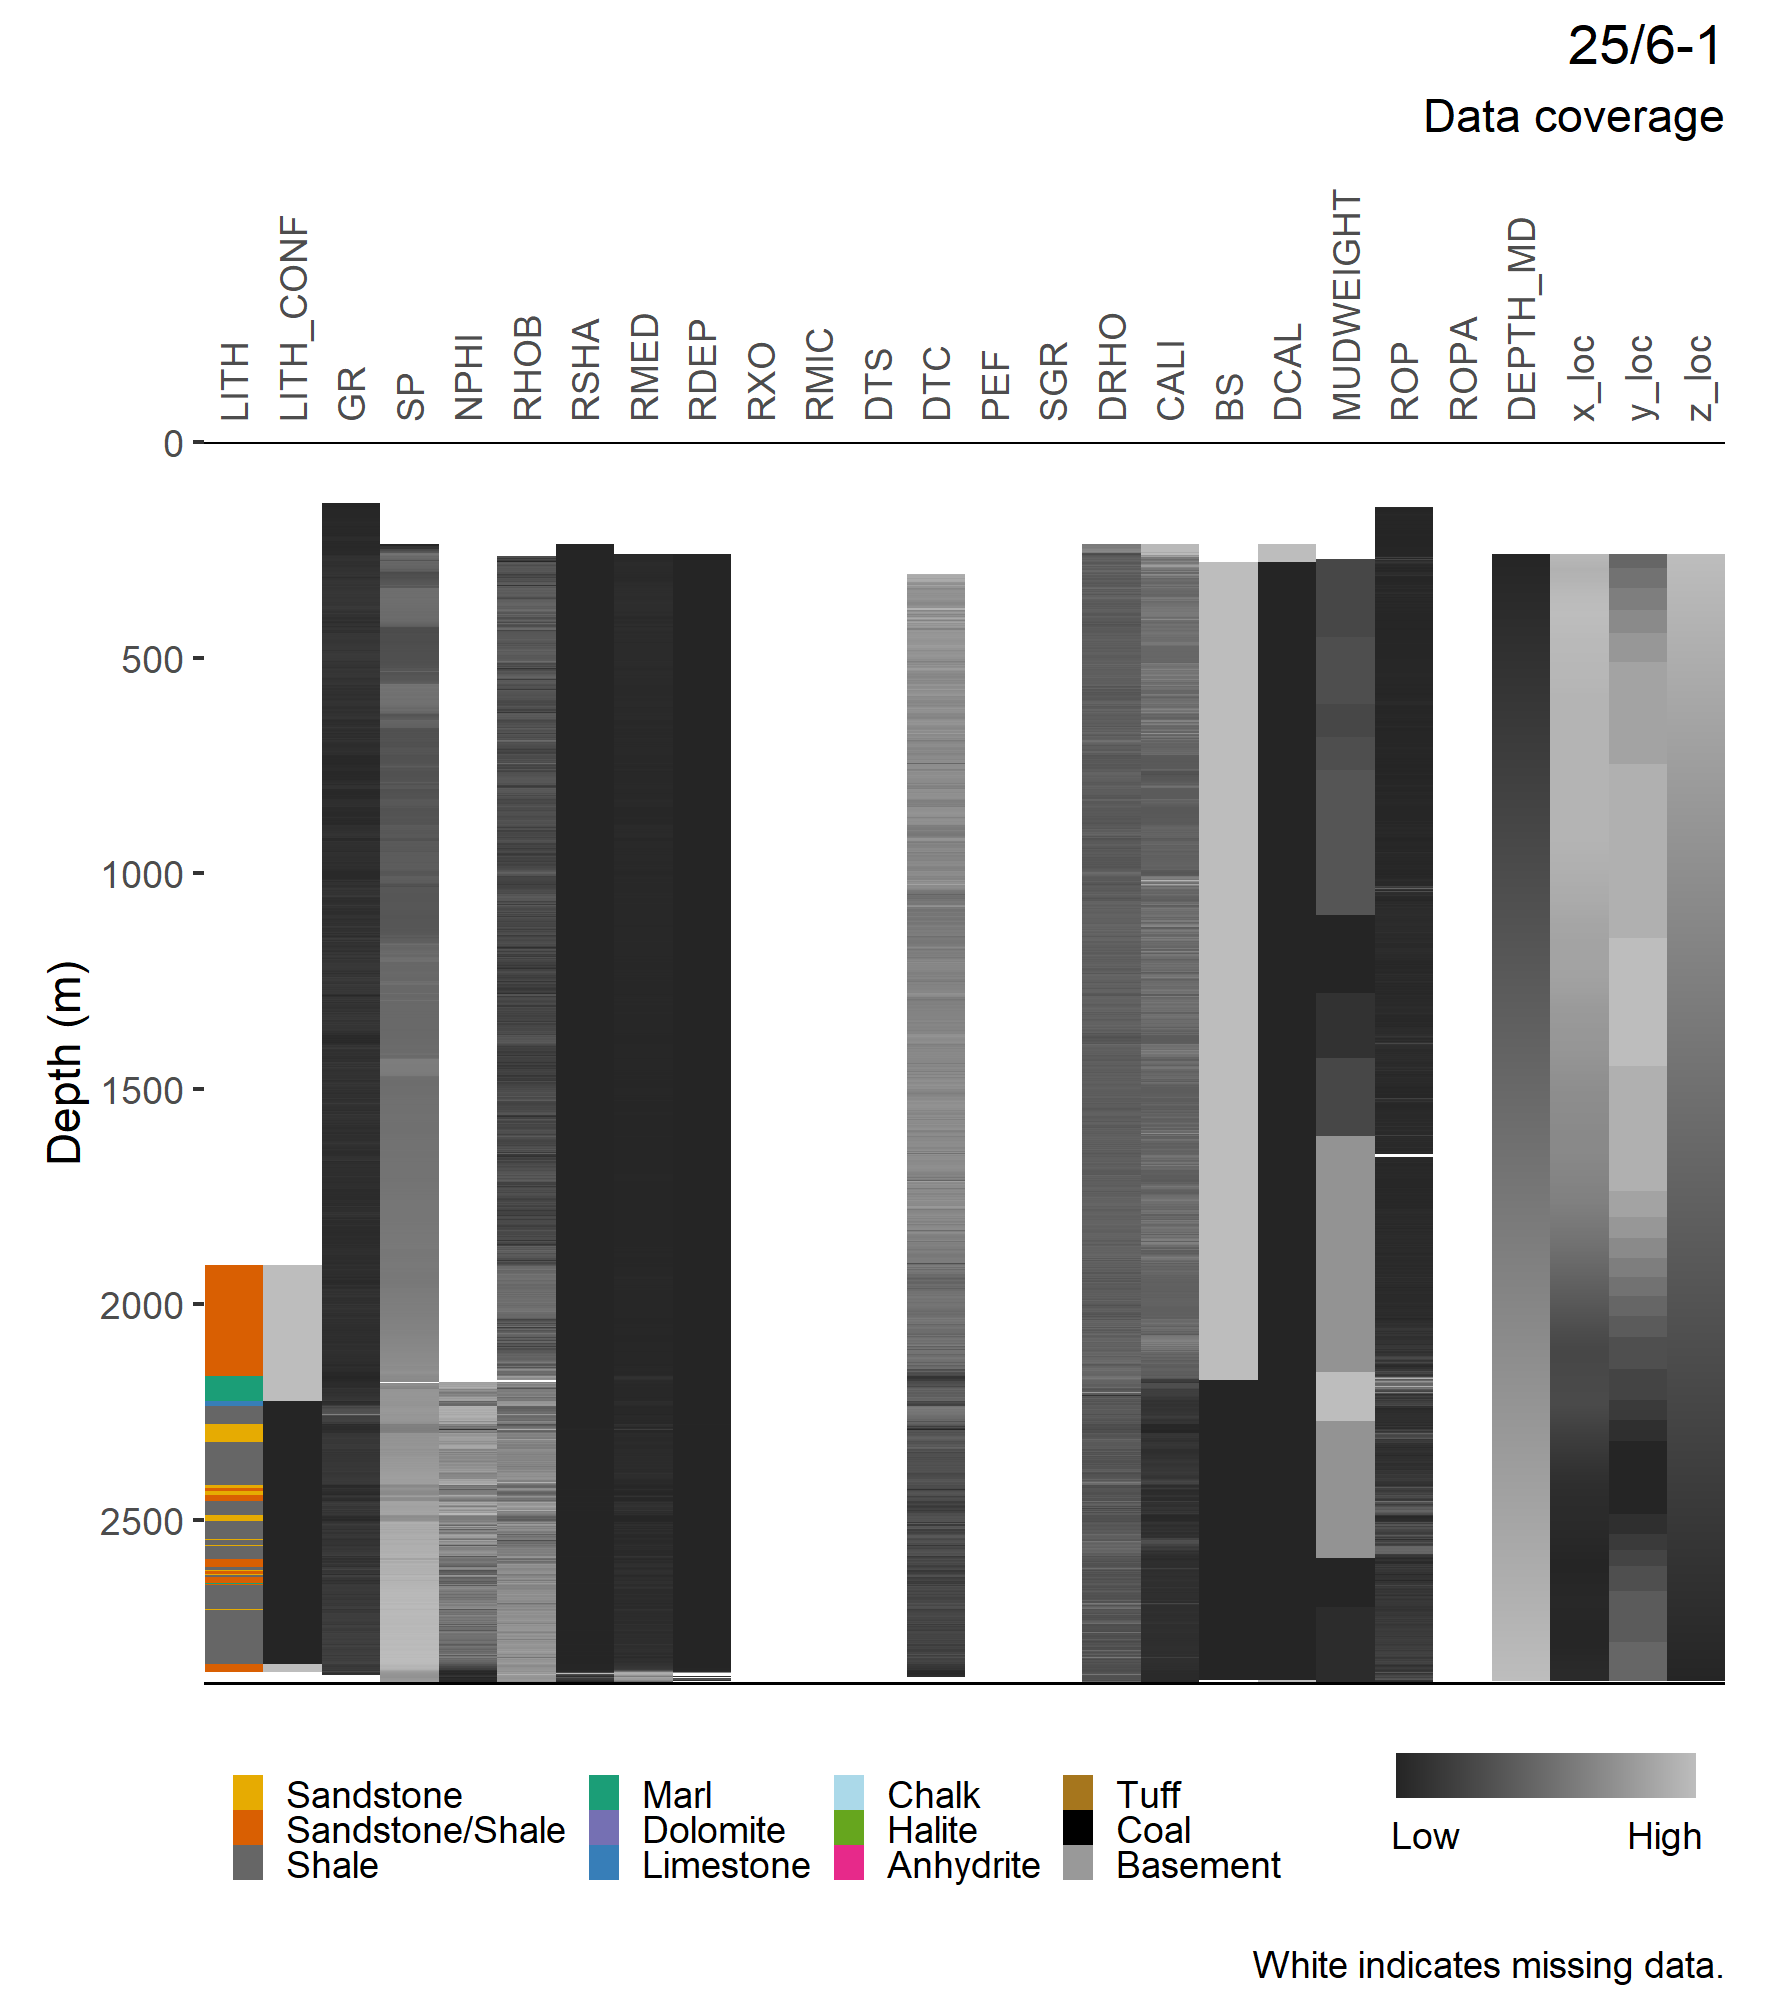 25/6-1
Data coverage
LITH
LITH_CONF
GR
SP
NPHI
RHOB
RSHA
RMED
RDEP
RXO
RMIC
DTS
DTC
PEF
SGR
DRHO
CALI
BS
DCAL
MUDWEIGHT
ROP
ROPA
DEPTH_MD
x_loc
y_loc
z_loc
0
500
1000
1500
2000
2500
Depth (m)
Sandstone
Sandstone/Shale
Shale
Marl
Dolomite
Limestone
Chalk
Halite
Anhydrite
Tuff
Coal
Basement
Low High
White indicates missing data.